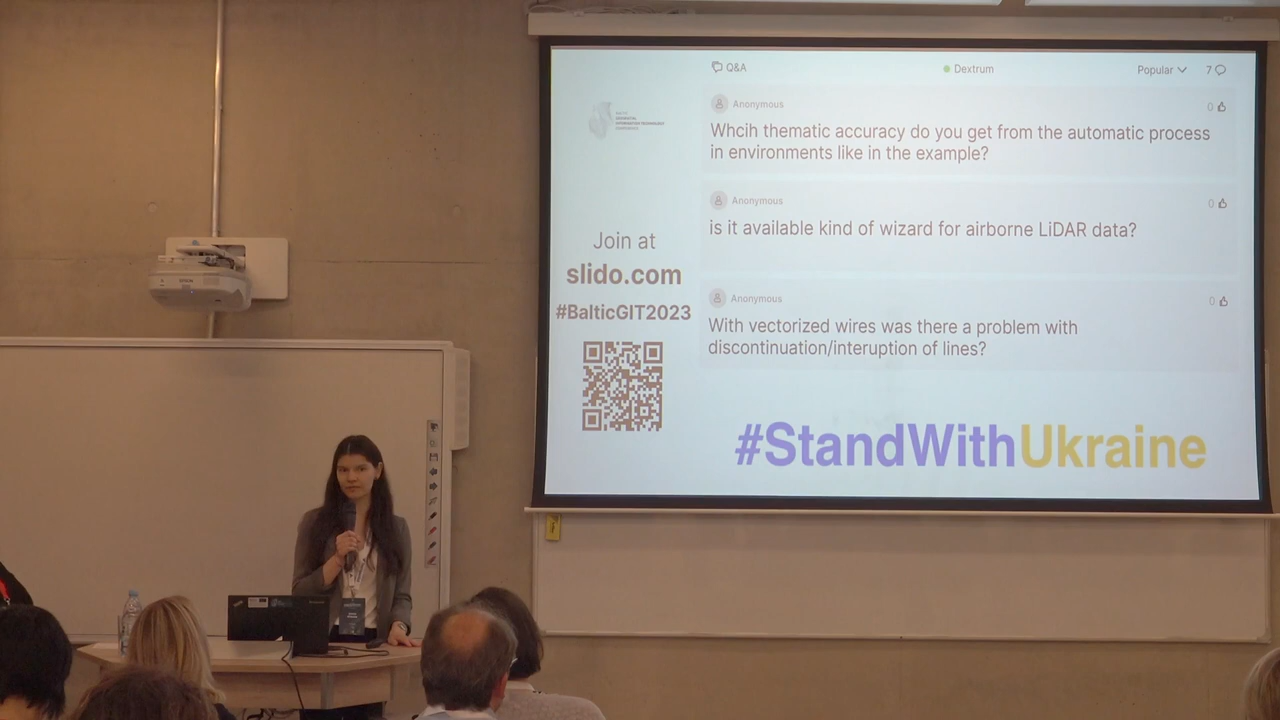 Q&A
Dextrum
Popular
7
Anonymous
0
Whcih thematic accuracy do you get from the automatic process
in environments like in the example?
Anonymous
0
is it available kind of wizard for airborne LiDAR data?
Anonymous
0
With vectorized wires was there a problem with
discontinuation/interuption of lines?
Join at
slido.com
#BalticGIT2023
#StandWithUkraine